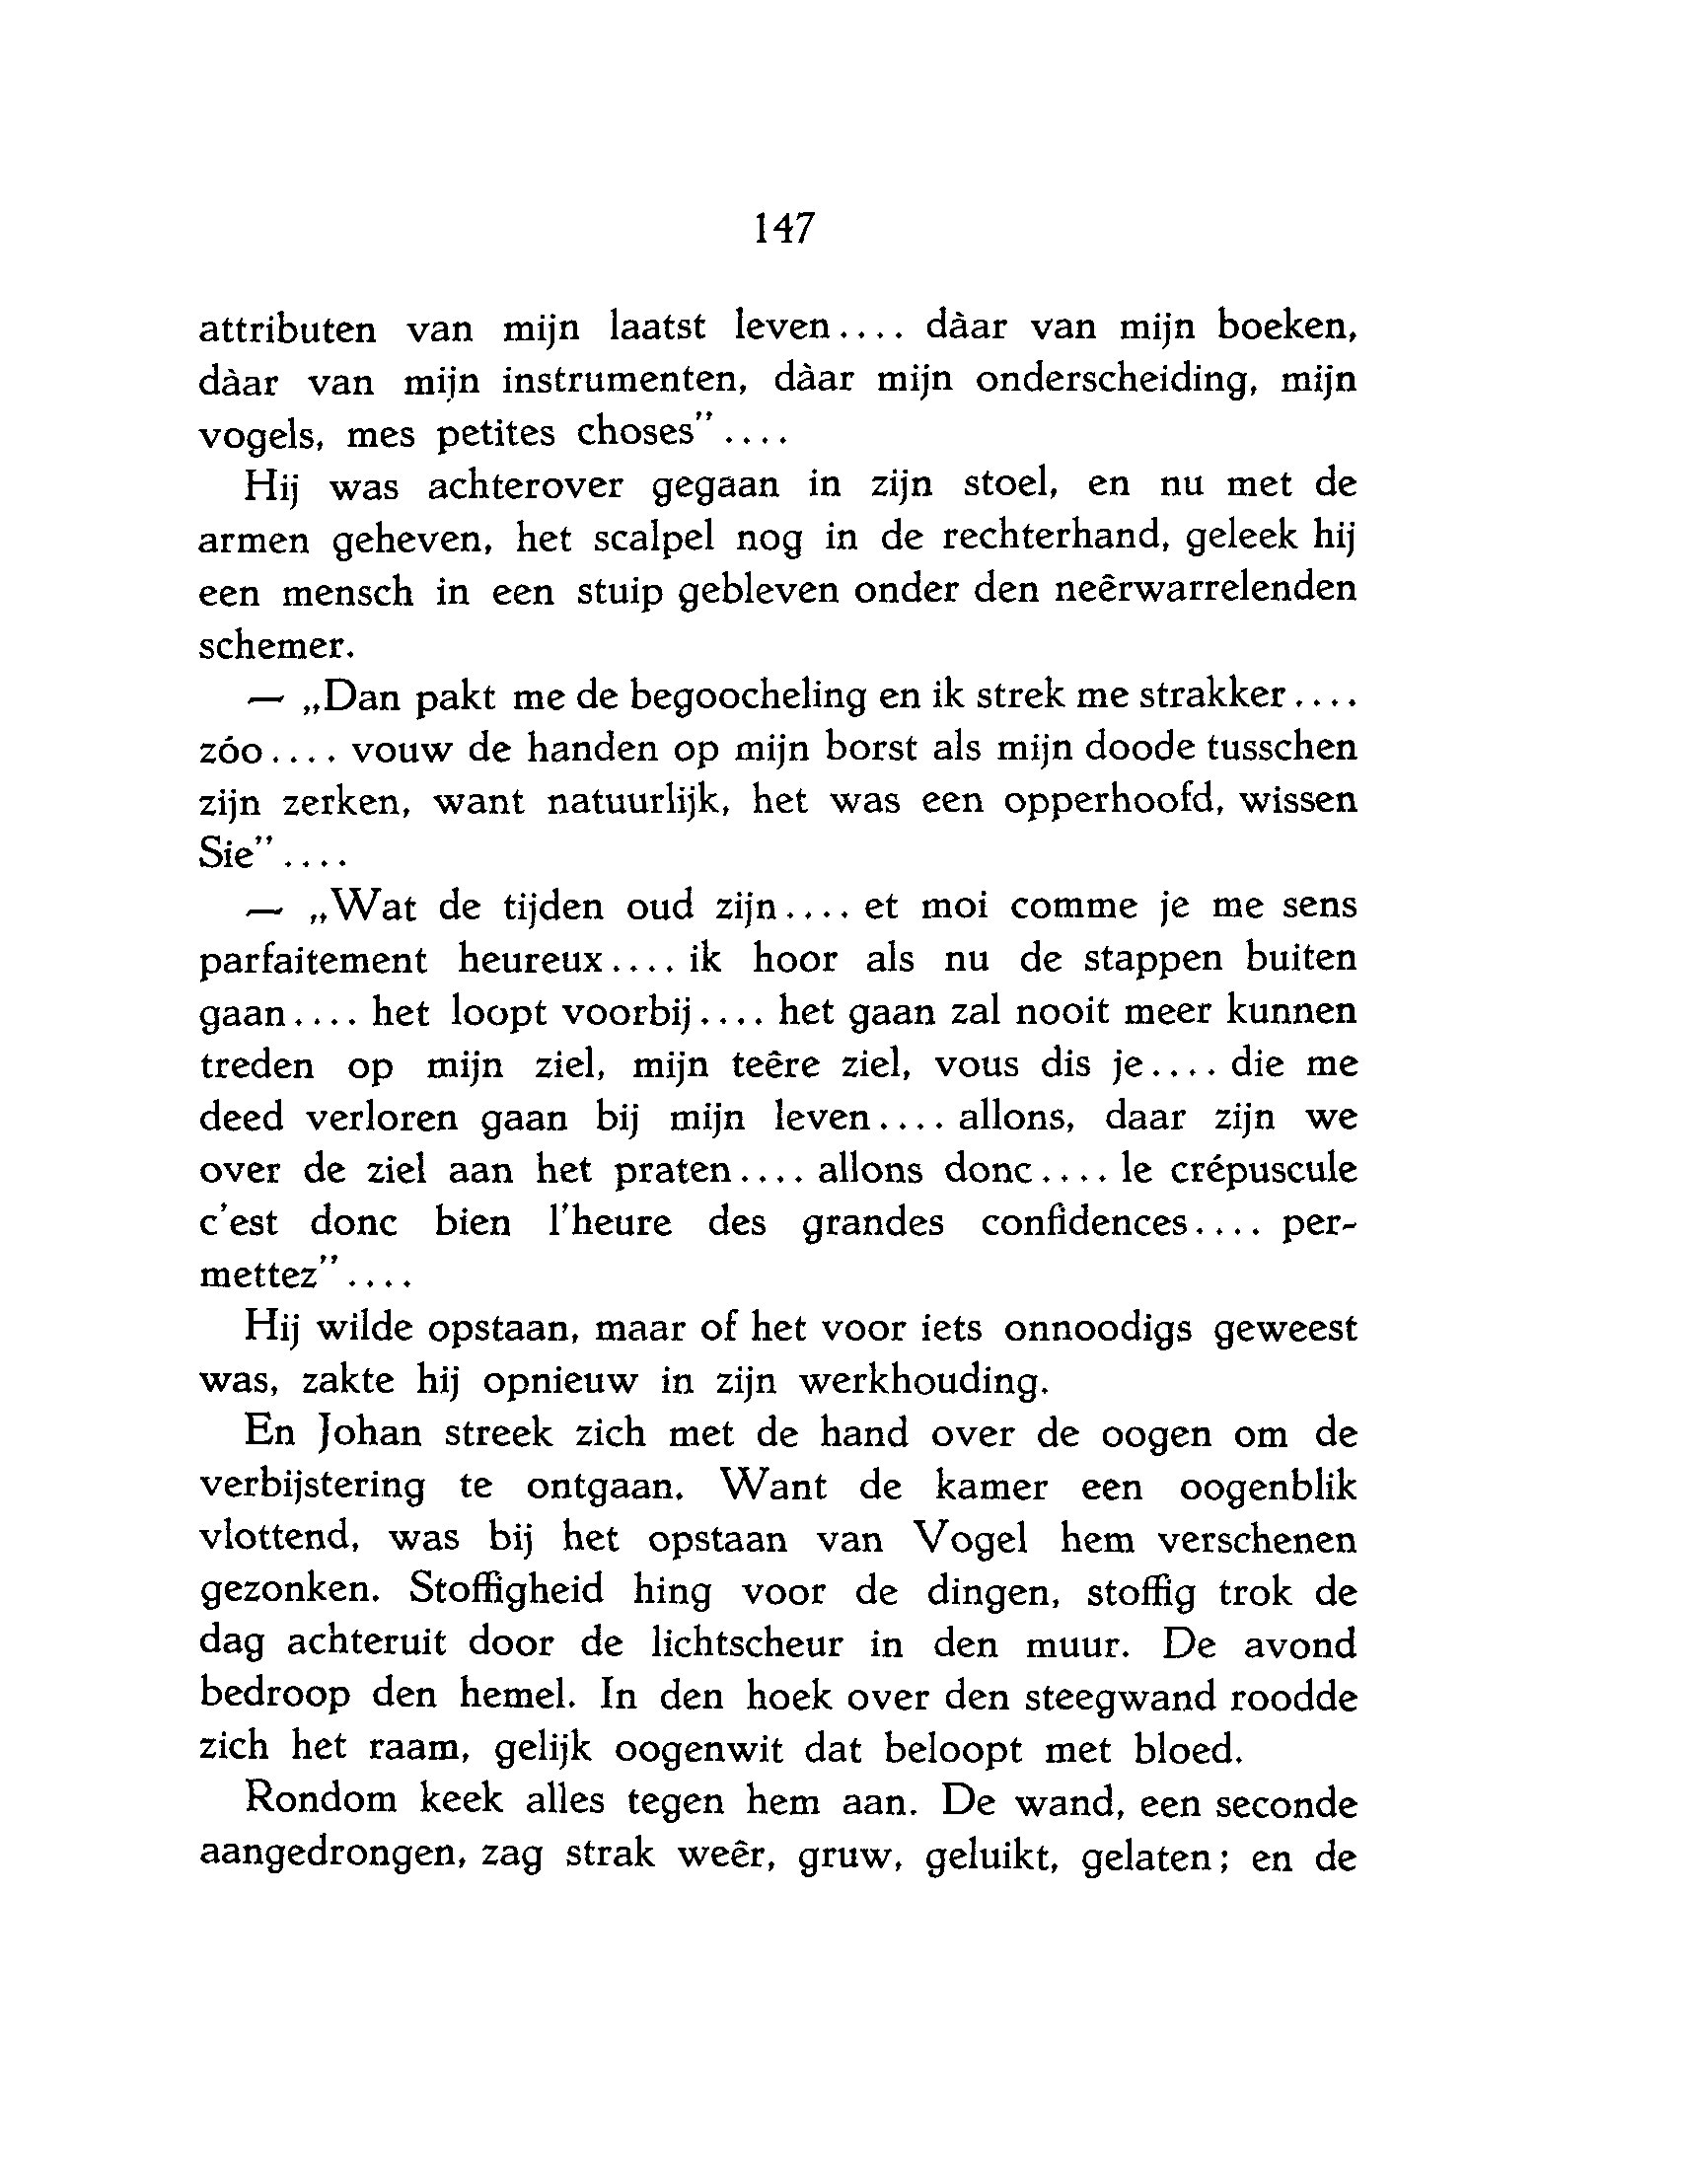 147
attributen van mijn laatst leven.... dàar van mijn boeken,
dàar van mijn instrumenten, dàar mijn onderscheiding, mijn
vogels, mes petites choses”....
Hij was achterover gegaan in zijn stoel, en nu met de
armen geheven, het scalpel nog in de rechterhand, geleek hij
een mensch in een stuip gebleven onder den neêrwarrelenden
schemer.
— „Dan pakt me de begoocheling en ik strek me strakker....
zóo.... vouw de handen op mijn borst als mijn doode tusschen
zijn zerken, want natuurlijk, het was een opperhoofd, wissen
Sie”....
— „Wat de tijden oud zijn.... et moi comme je me sens
parfaitement heureux.... ik hoor als nu de stappen buiten
gaan.... het loopt voorbij.... het gaan zal nooit meer kunnen
treden op mijn ziel, mijn teêre ziel, vous dis je.... die me
deed verloren gaan bij mijn leven.... allons, daar zijn we
over de ziel aan het praten.... allons donc.... le crépuscule
c'est donc bien l'heure des grandes confidences.... per-
mettez”....
Hij wilde opstaan, maar of het voor iets onnoodigs geweest
was, zakte hij opnieuw in zijn werkhouding.
En Johan streek zich met de hand over de oogen om de
verbijstering te ontgaan. Want de kamer een oogenblik
vlottend, was bij het opstaan van Vogel hem verschenen
gezonken. Stoffigheid hing voor de dingen, stoffig trok de
dag achteruit door de lichtscheur in den muur. De avond
bedroop den hemel. In den hoek over den steegwand roodde
zich het raam, gelijk oogenwit dat beloopt met bloed.
Rondom keek alles tegen hem aan. De wand, een seconde
aangedrongen, zag strak weêr, gruw, geluikt, gelaten; en de